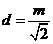 d = m/√2